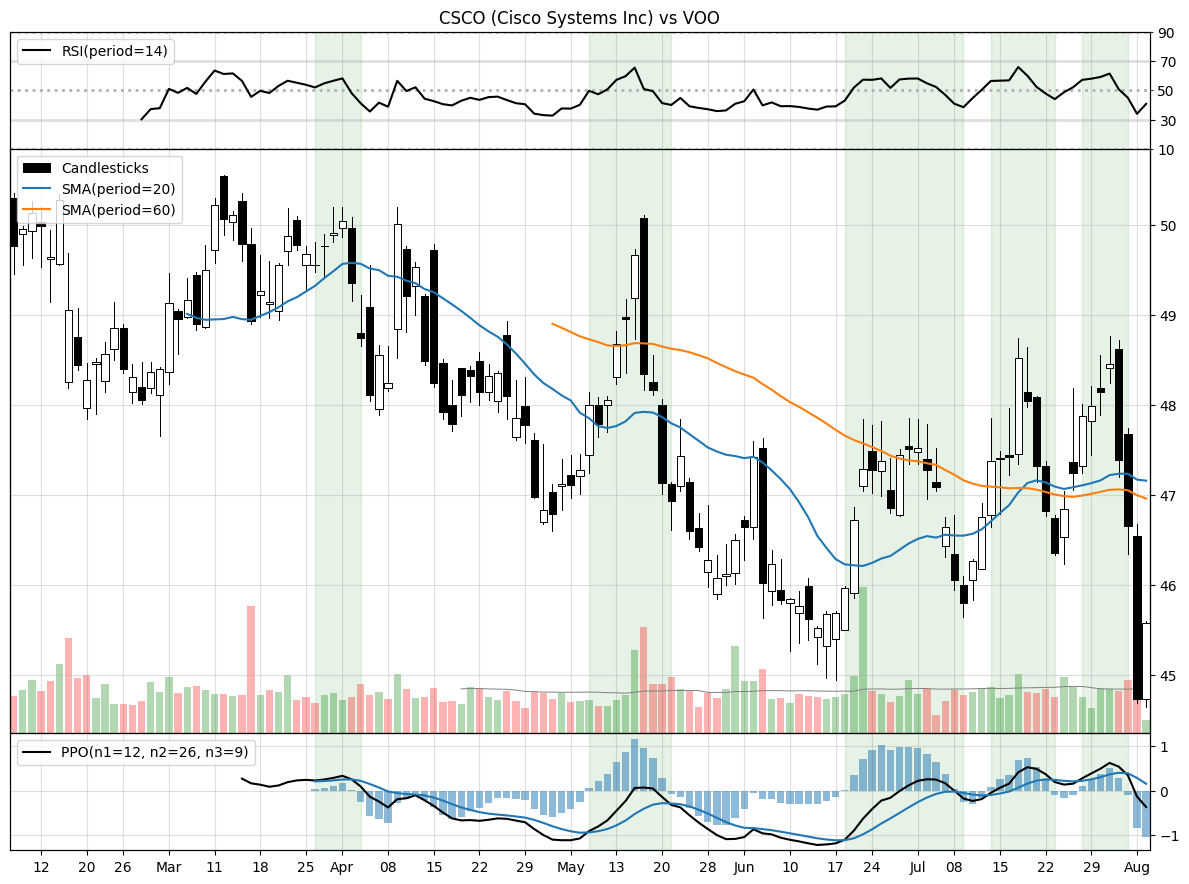 CSCO (Cisco Systems Inc) vs VOO
RSI(period=14)
90
70
50
30
10
Candlesticks
SMA(period=20)
SMA(period=60)
50
49
48
47
46
45
PPO(n1=12, n2=26, n3=9)
1
0
−1
12 20 26 Mar 11 18 25 Apr 08 15 22 29 May 13 20 28 Jun 10 17 24 Jul 08 15 22 29 Aug